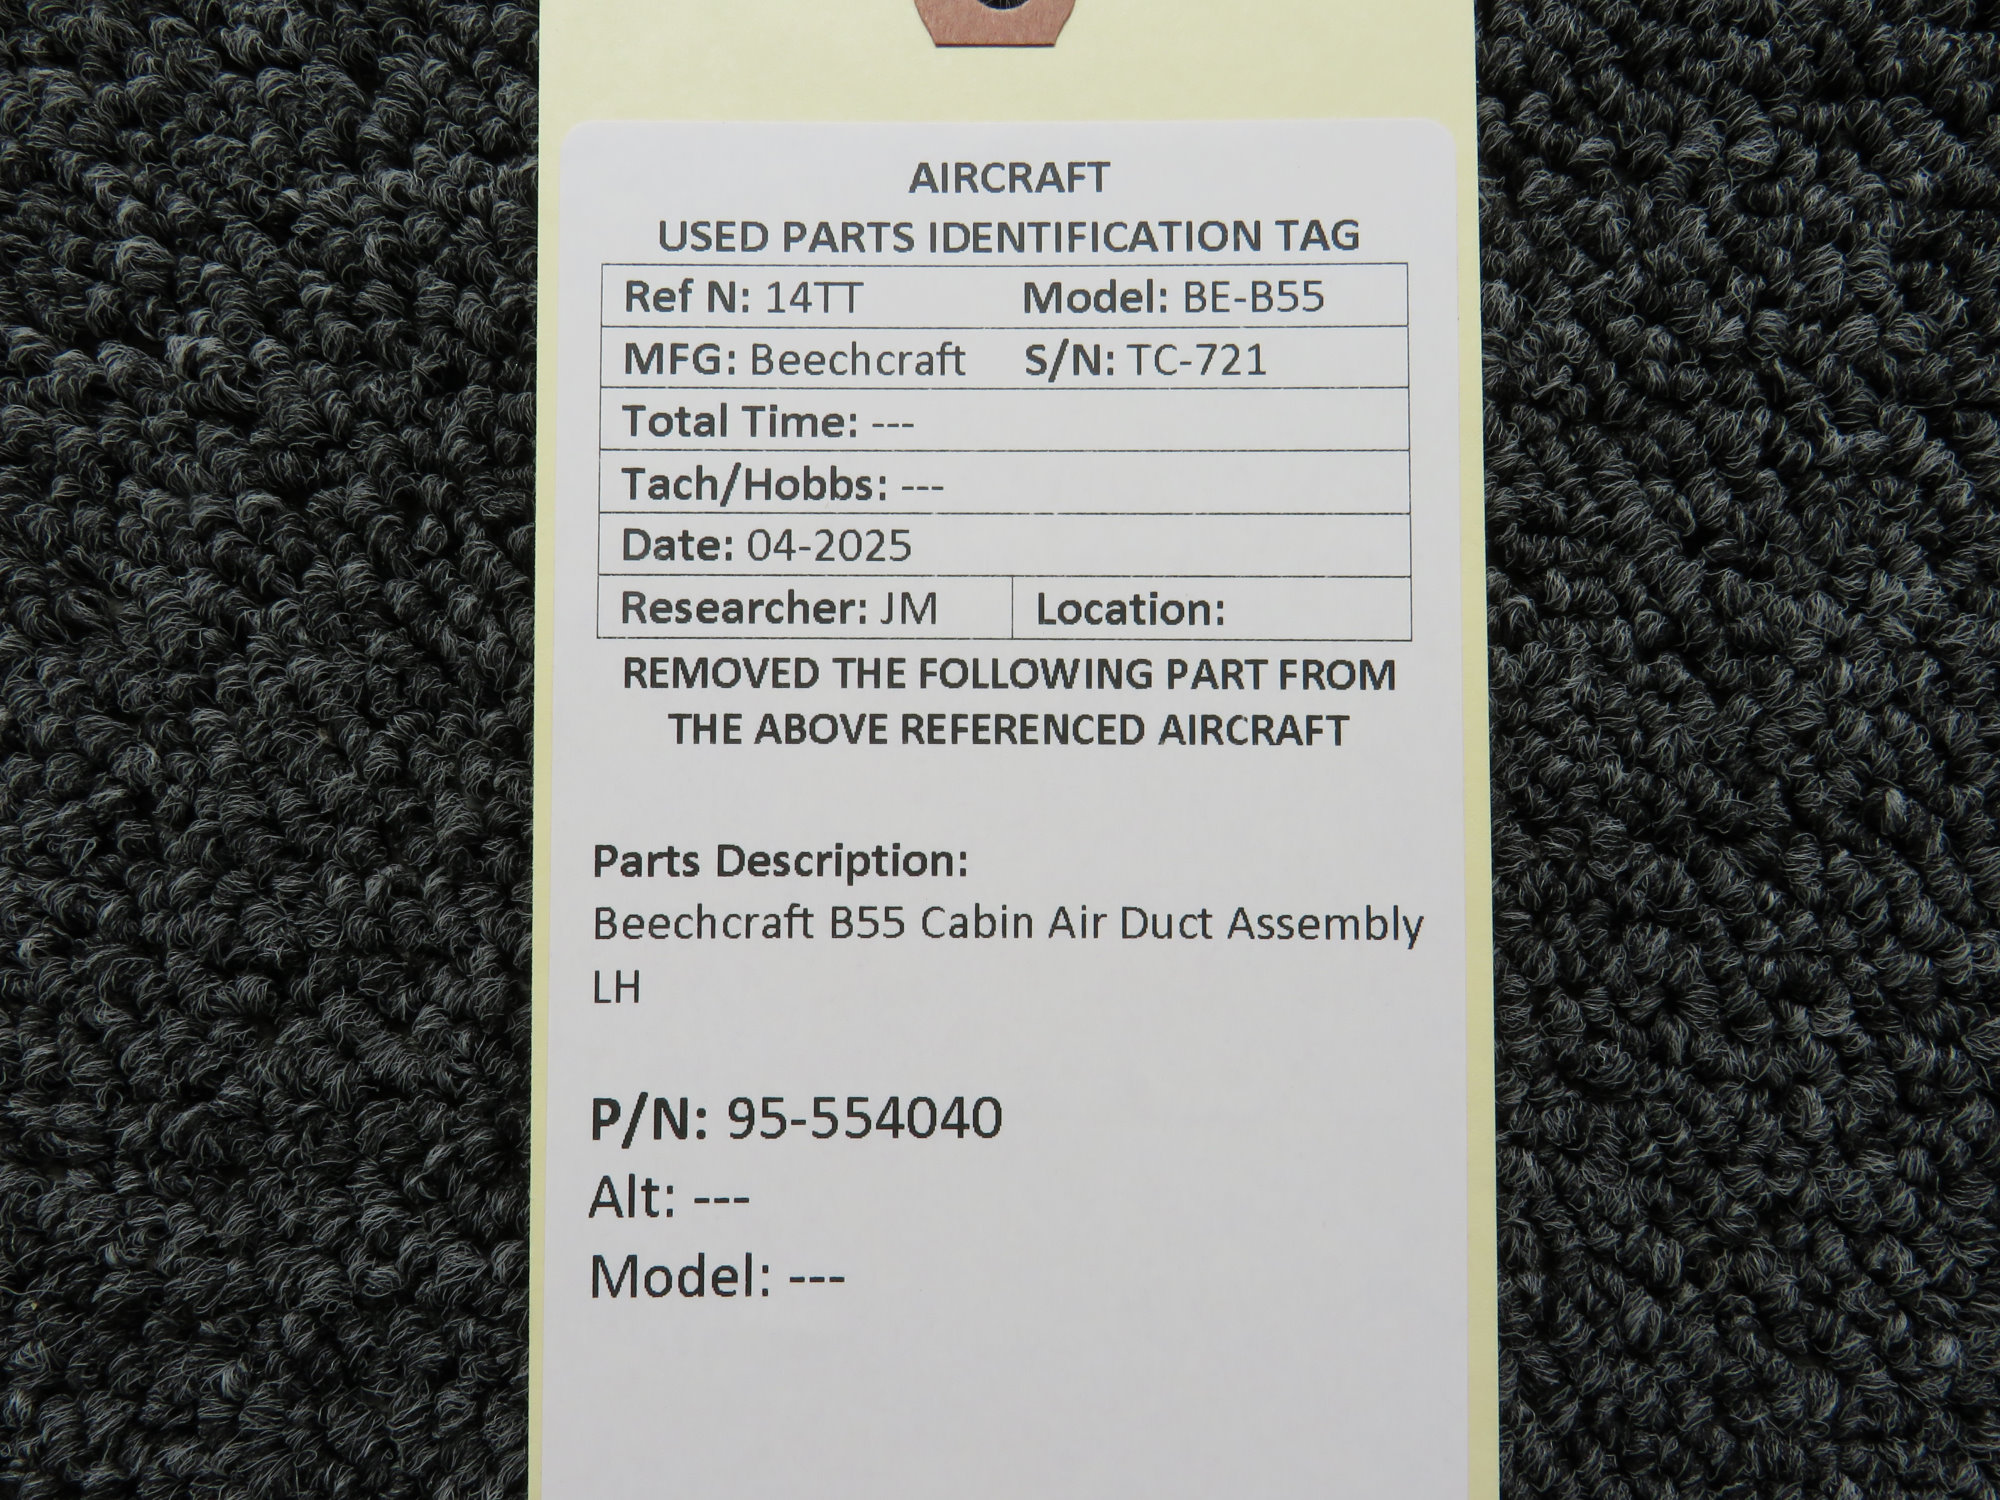 AIRCRAFT
USED PARTS IDENTIFICATION TAG
Ref N: 14TT Model: BE-B55
MFG: Beechcraft S/N: TC-721
Total Time: ---
Tach/Hobbs: ---
Date: 04-2025
Researcher: JM Location:
REMOVED THE FOLLOWING PART FROM
THE ABOVE REFERENCED AIRCRAFT
Parts Description:
Beechcraft B55 Cabin Air Duct Assembly
LH
P/N: 95-554040
Alt: ---
Model: ---